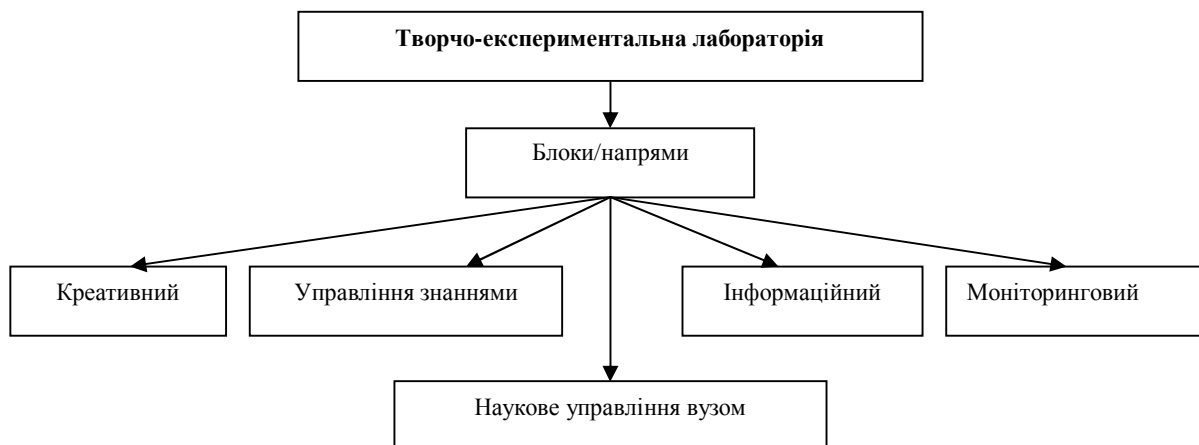 Творчо-експериментальна лабораторія
Блоки/напрями
Креативний
Управління знаннями
Інформаційний
Моніторинговий
Наукове управління вузом